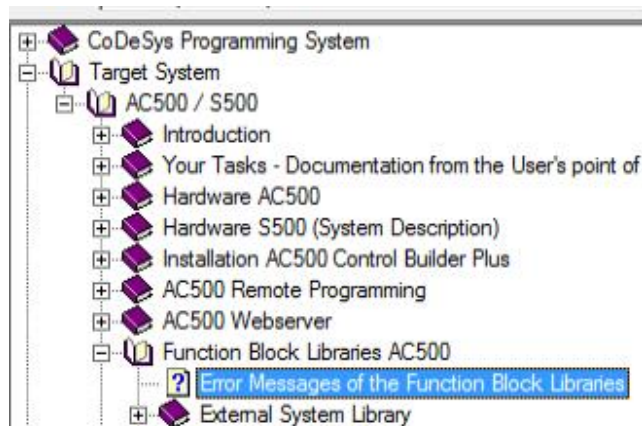 CoDeSys Programming System
Target System
AC500 / S500
Introduction
Your Tasks - Documentation from the User's point of
Hardware AC500
Hardware S500 (System Description)
Installation AC500 Control Builder Plus
AC500 Remote Programming
AC500 Webserver
Function Block Libraries AC500
Error Messages of the Function Block Libraries
External System Library